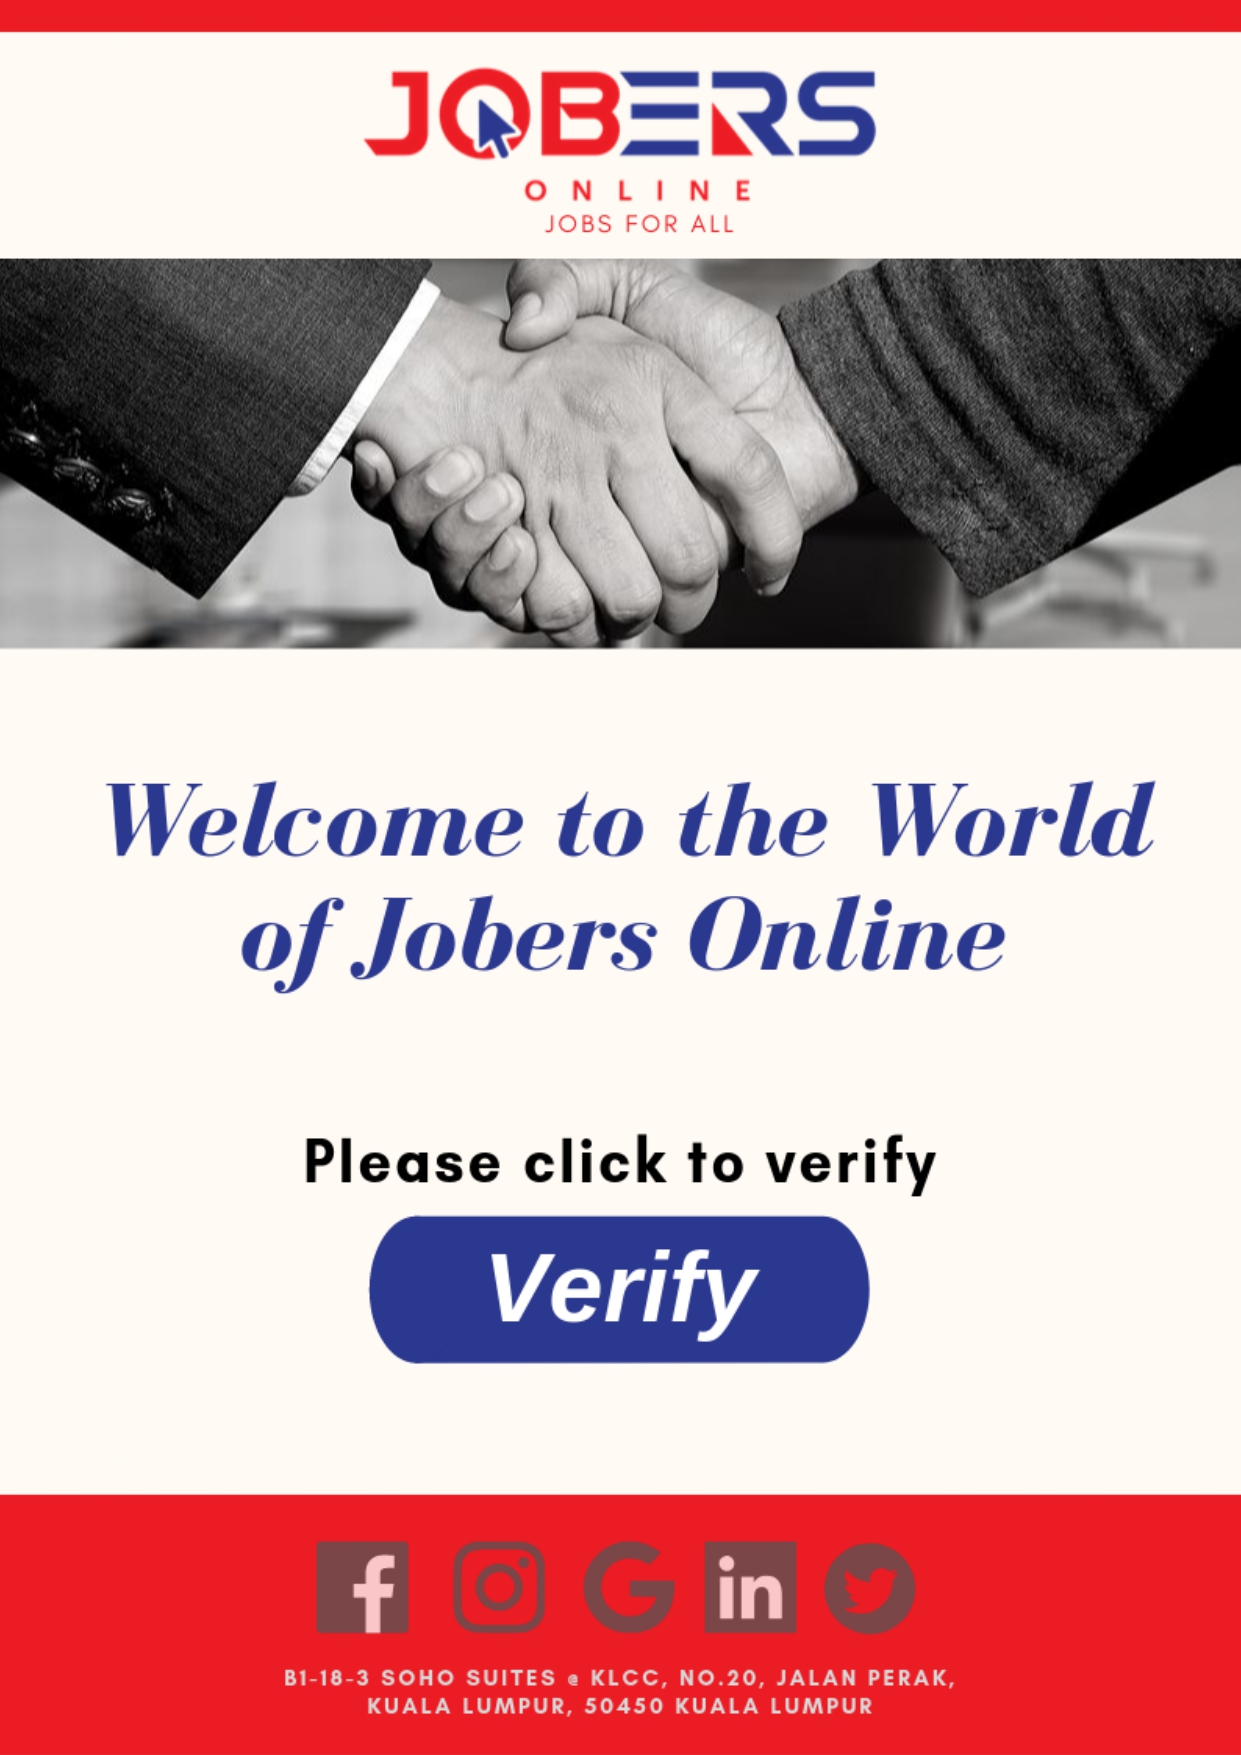 JOBERS
ONLINE
JOBS FOR ALL
Welcome to the World
of Jobers Online
Please click to verify
Verify
f
G
in
B1-18-3 SOHO SUITES @ KLCC, NO.20, JALAN PERAK,
KUALA LUMPUR, 50450 KUALA LUMPUR